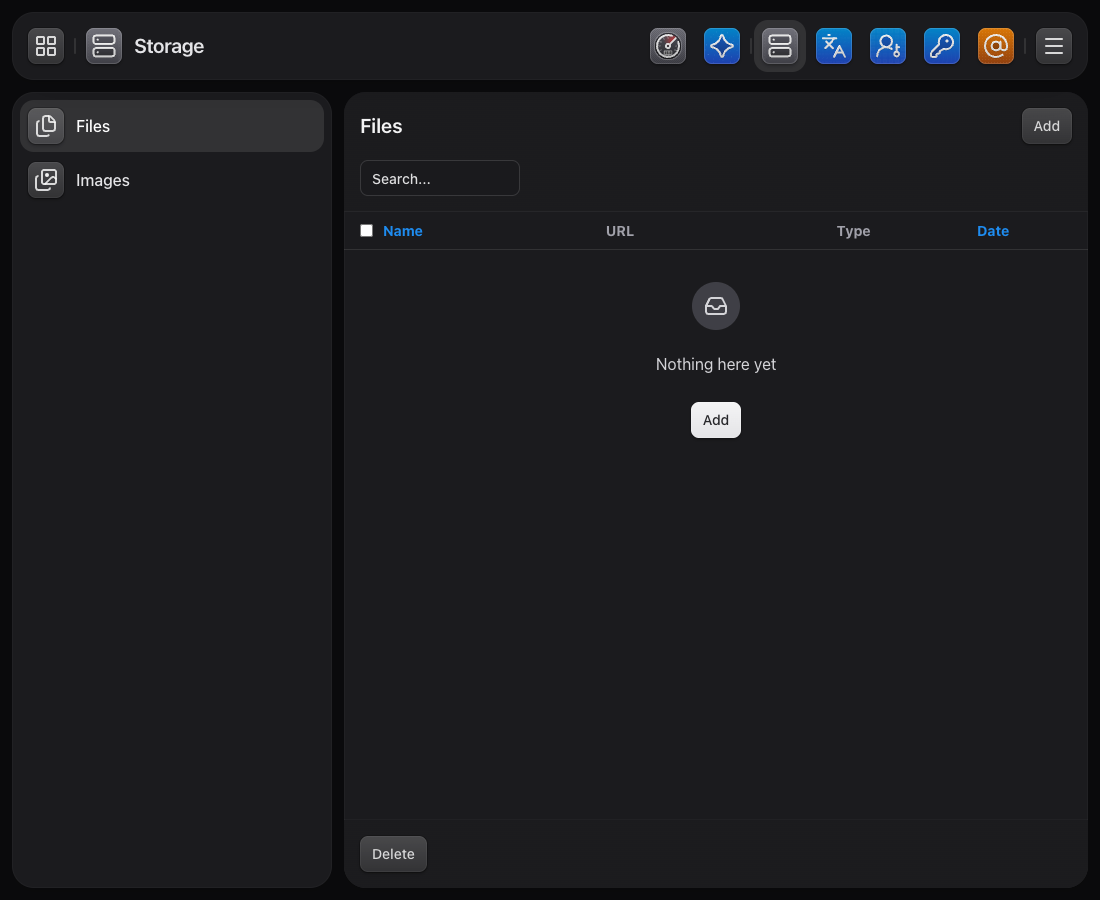 Storage
Files
Images
Files
Add
Search...
Name URL Type Date
Nothing here yet
Add
Delete